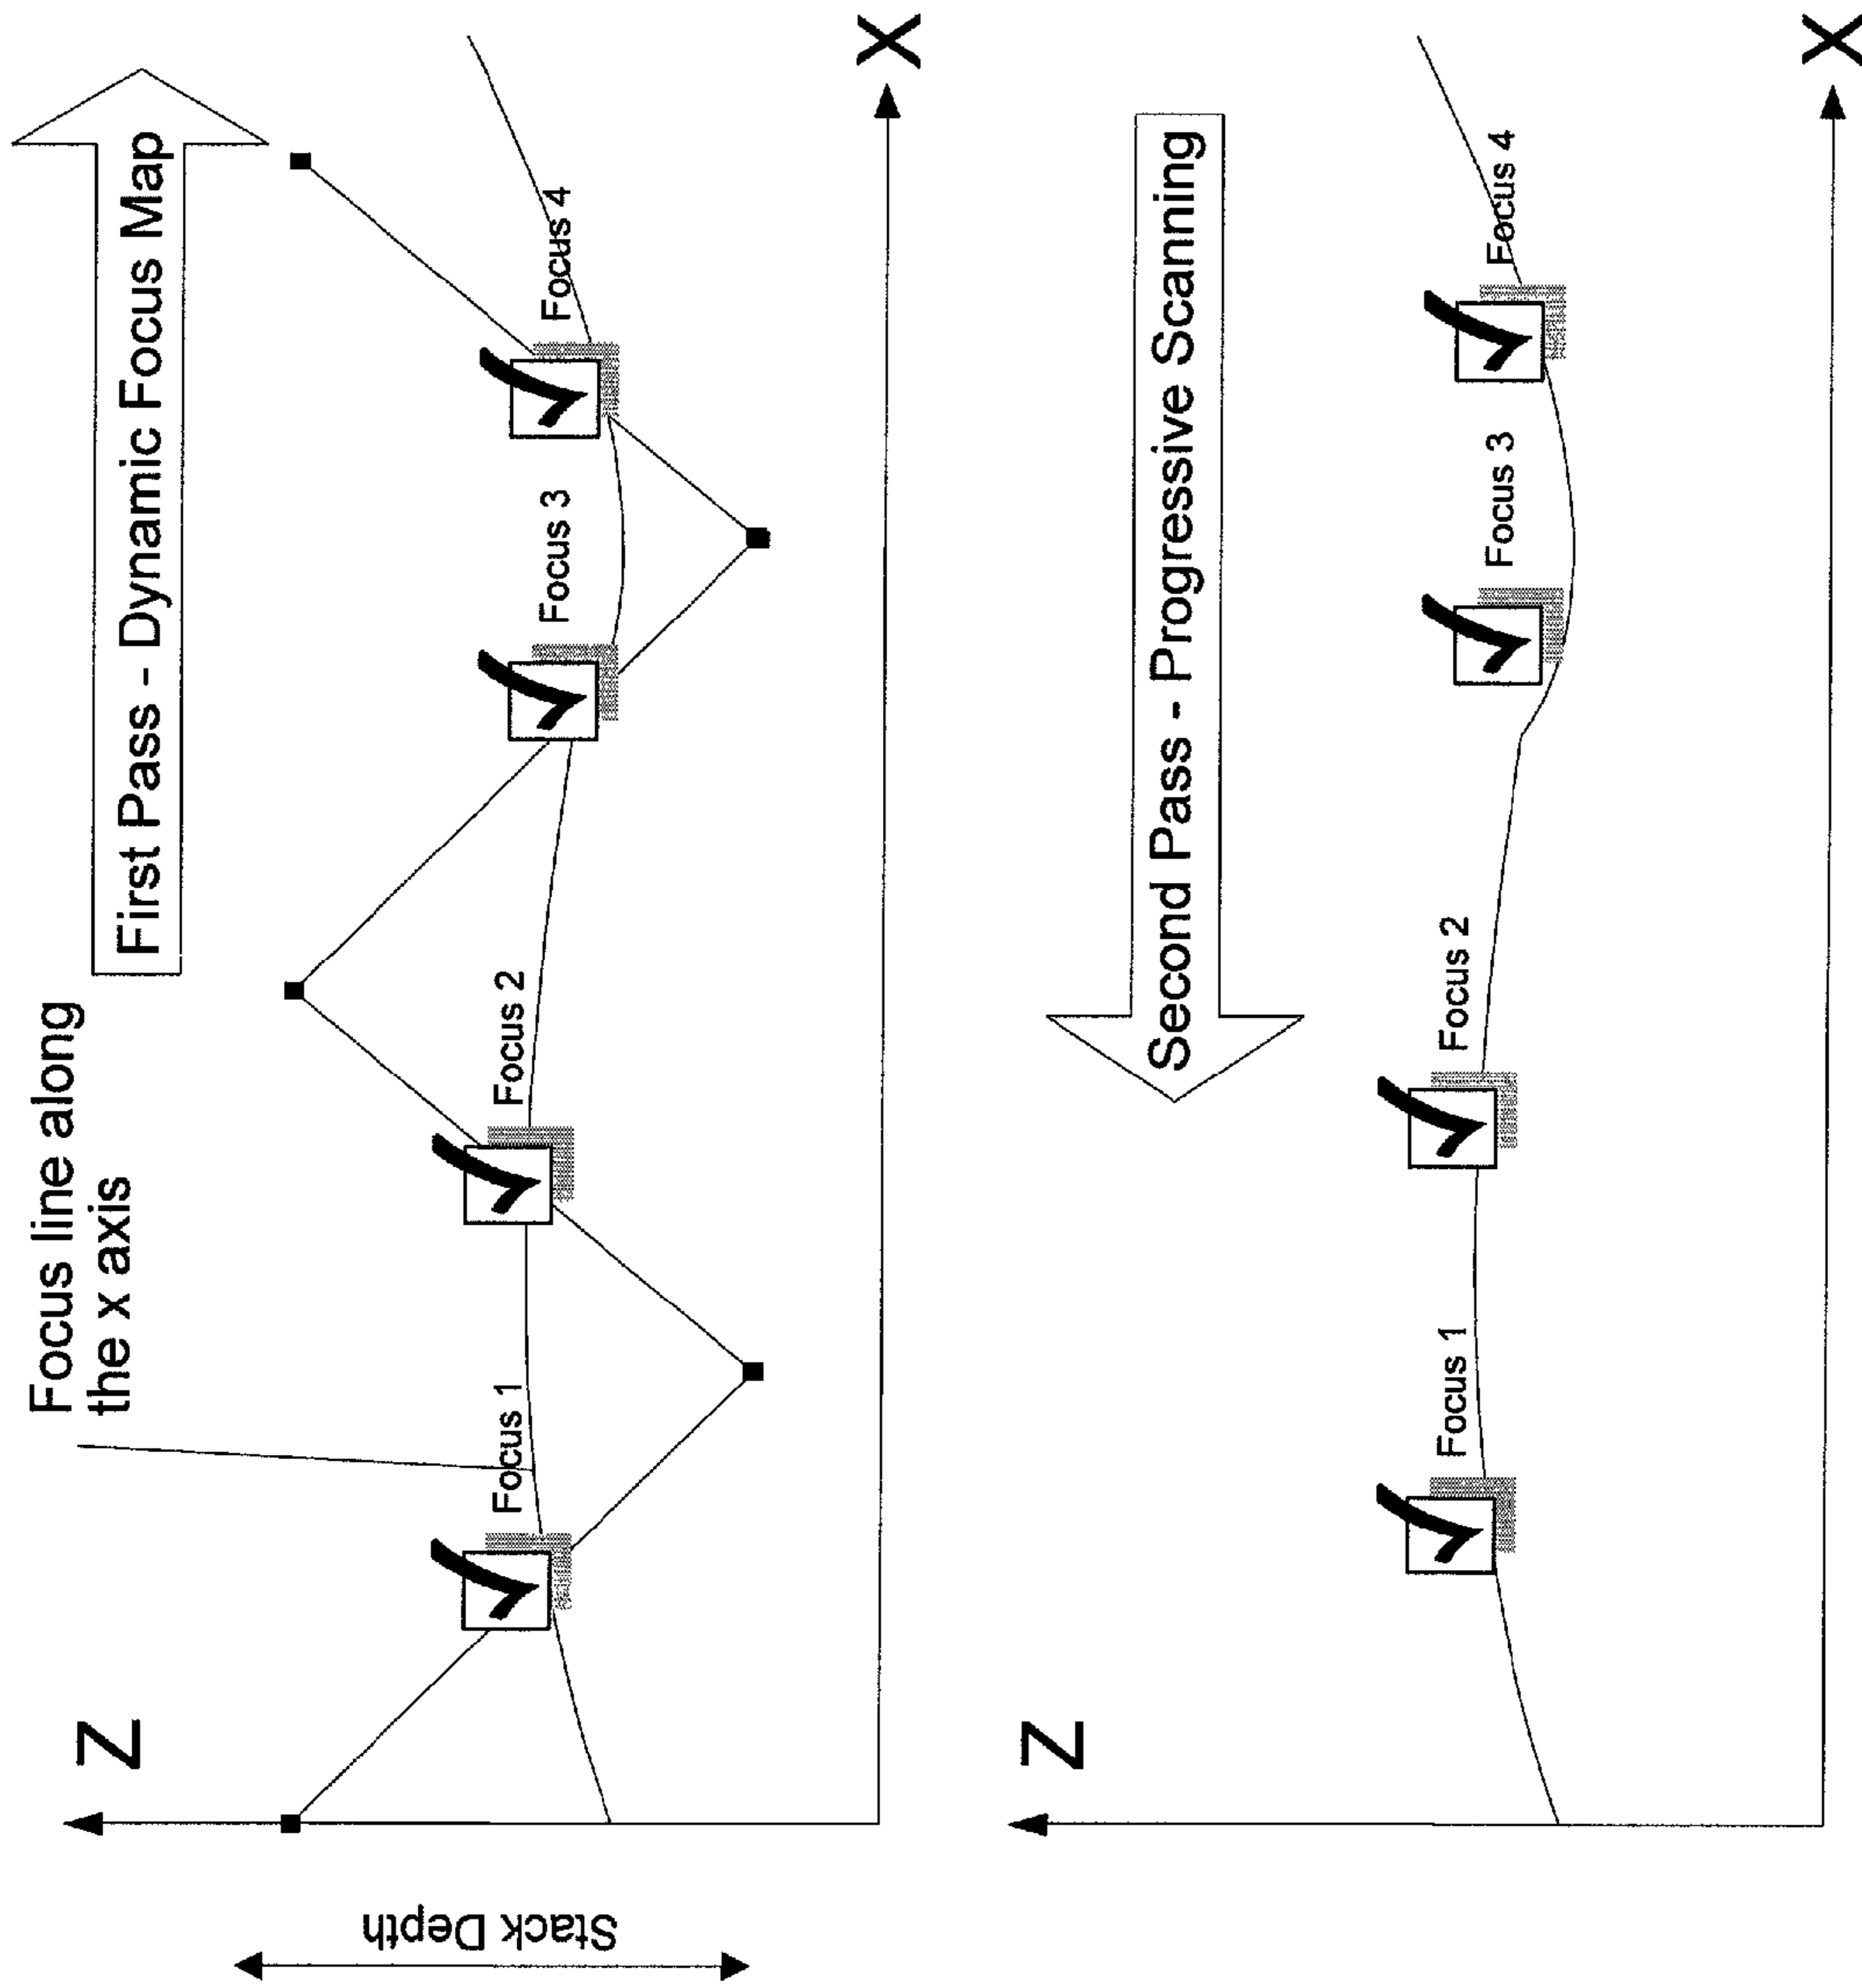 Focus line along
the x axis
First Pass - Dynamic Focus Map
Z
Stack Depth
Focus 1
Focus 2
Focus 3
Focus 4
X
Second Pass - Progressive Scanning
Z
Focus 1
Focus 2
Focus 3
Focus 4
X